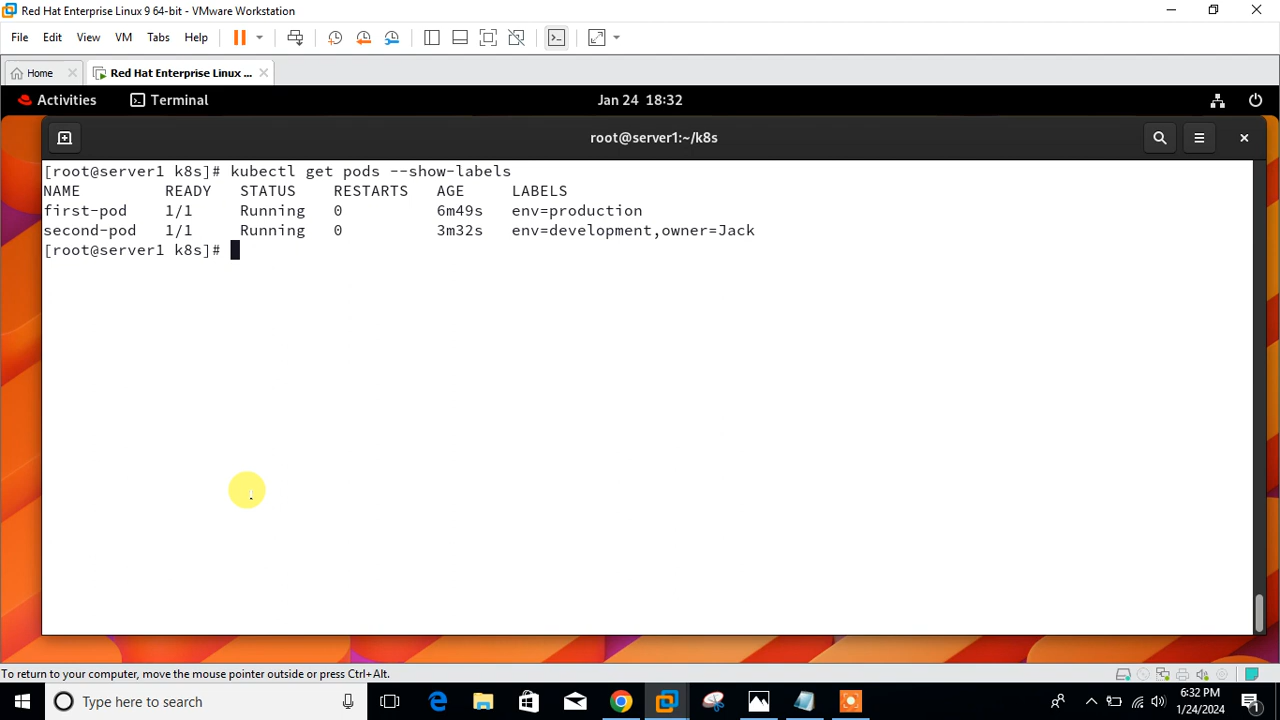 Red Hat Enterprise Linux 9 64-bit - VMware Workstation
File Edit View VM Tabs Help
Home Red Hat Enterprise Linux ...
Activities Terminal Jan 24 18:32
root@server1:~/k8s
[root@server1 k8s]# kubectl get pods --show-labels
NAME READY STATUS RESTARTS AGE LABELS
first-pod 1/1 Running 0 6m49s env=production
second-pod 1/1 Running 0 3m32s env=development,owner=Jack
[root@server1 k8s]#
To return to your computer, move the mouse pointer outside or press Ctrl+Alt.
Type here to search
6:32 PM
1/24/2024
1